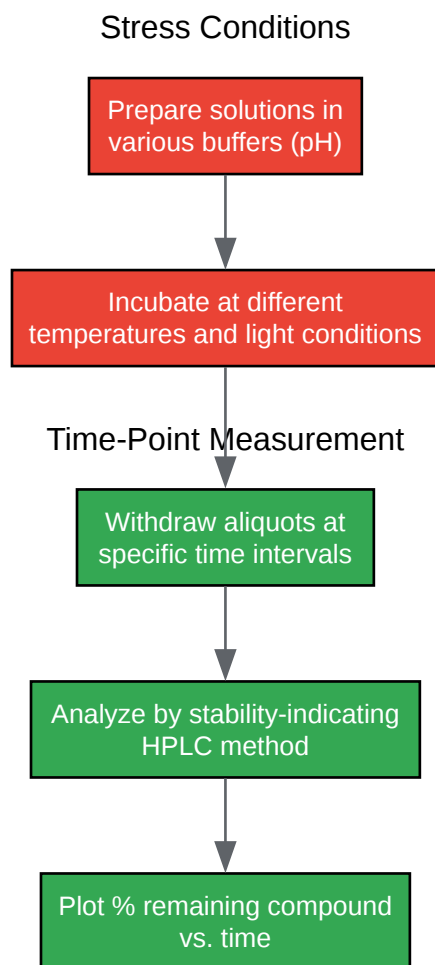 Stress Conditions
Prepare solutions in
various buffers (pH)
Incubate at different
temperatures and light conditions
Time-Point Measurement
Withdraw aliquots at
specific time intervals
Analyze by stability-indicating
HPLC method
Plot % remaining compound
vs. time